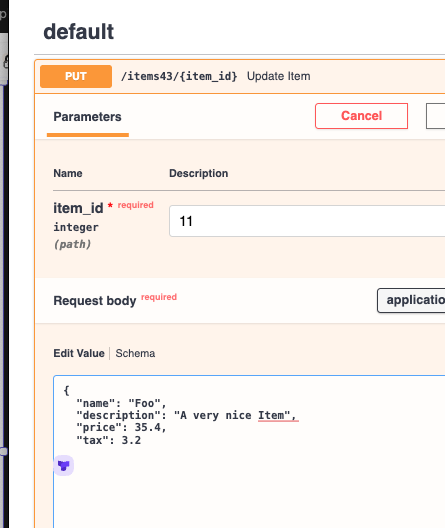 default
PUT /items43/{item_id} Update Item
Parameters Cancel
Name Description
item_id * required
integer
(path)
11
Request body required
applicatio
Edit Value | Schema
{
"name": "Foo",
"description": "A very nice Item",
"price": 35.4,
"tax": 3.2